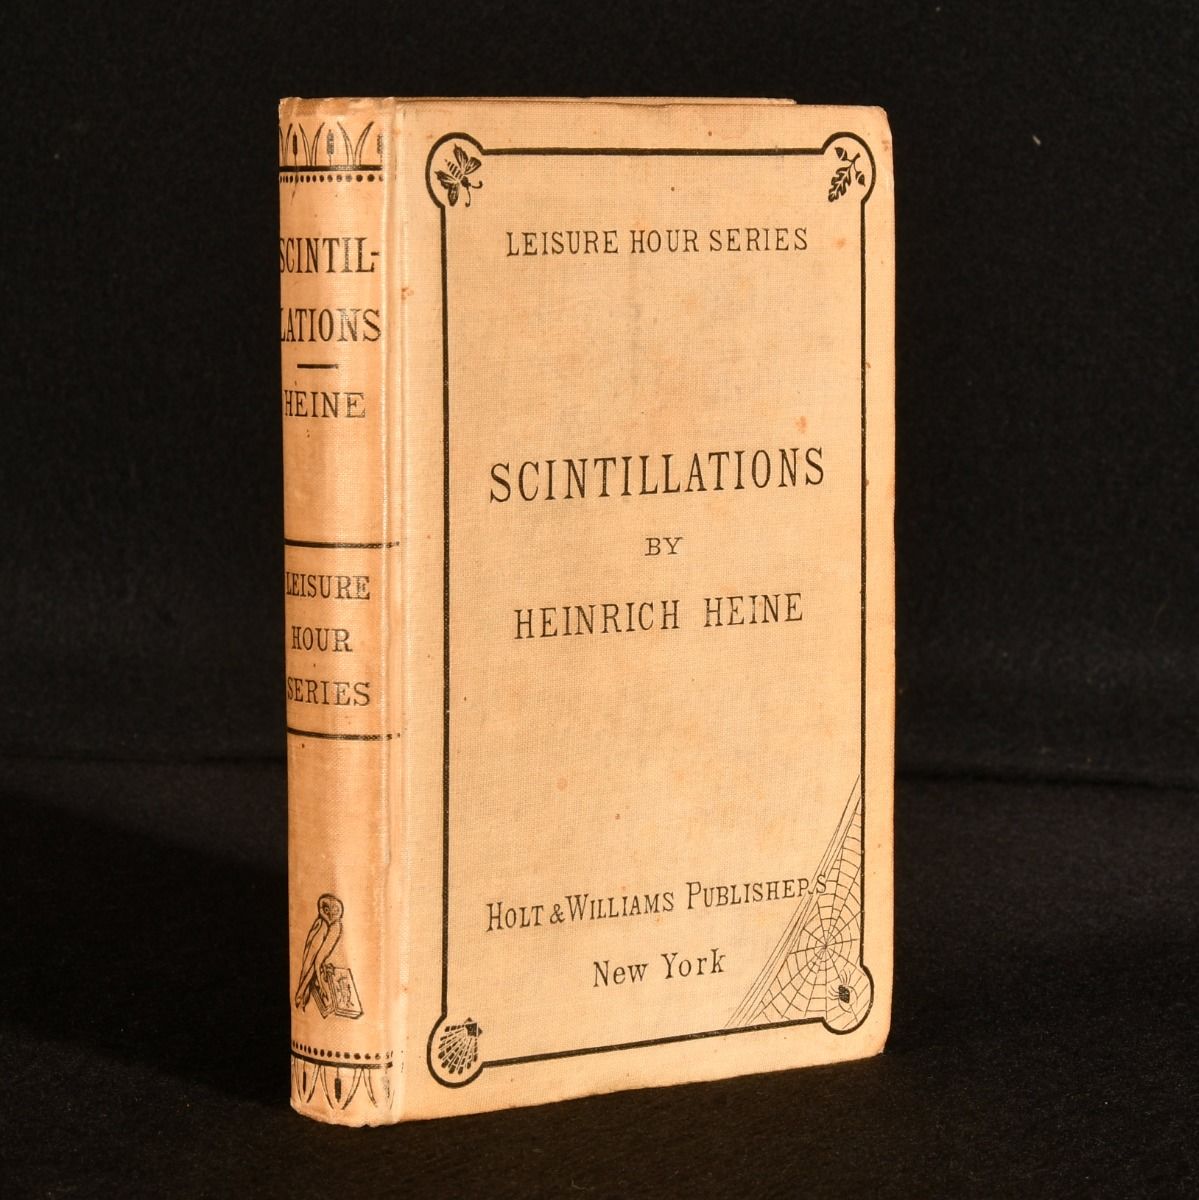 SCINTIL-
LATIONS
HEINE
LEISURE
HOUR
SERIES
LEISURE HOUR SERIES
SCINTILLATIONS
BY
HEINRICH HEINE
HOLT & WILLIAMS PUBLISHERS
NEW YORK